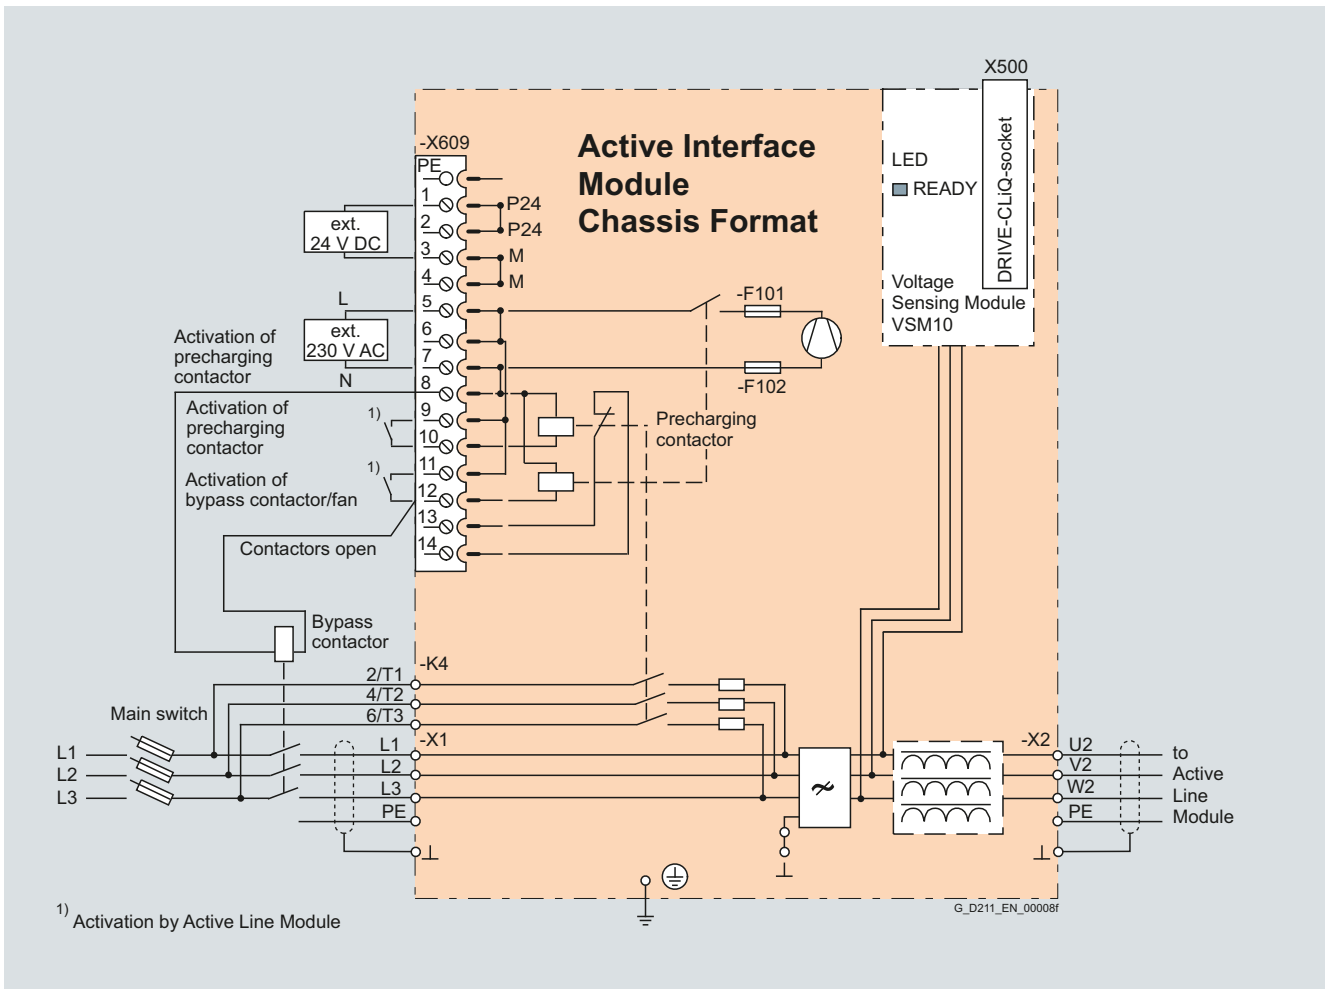 X500
-X609
PE
1
2
3
4
5
6
7
8
9
10
11
12
13
14
Active Interface
Module
Chassis Format
LED
READY
DRIVE-CLiQ-socket
Voltage
Sensing Module
VSM10
P24
P24
M
M
ext.
24 V DC
L
ext.
230 V AC
N
-F101
-F102
Activation of
precharging
contactor
1)
Activation of
precharging
contactor
1)
Activation of
bypass contactor/fan
Precharging
contactor
Contactors open
Bypass
contactor
-K4
2/T1
4/T2
6/T3
Main switch
-X1
L1
L2
L3
L1
L2
L3
PE
~
-X2
U2
V2
W2
PE
to
Active
Line
Module
G_D211_EN_00008f
1) Activation by Active Line Module